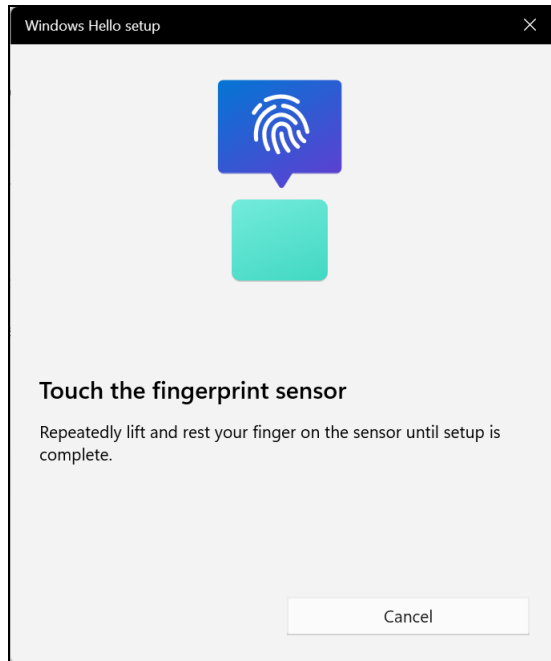 Windows Hello setup
Touch the fingerprint sensor
Repeatedly lift and rest your finger on the sensor until setup is
complete.
Cancel